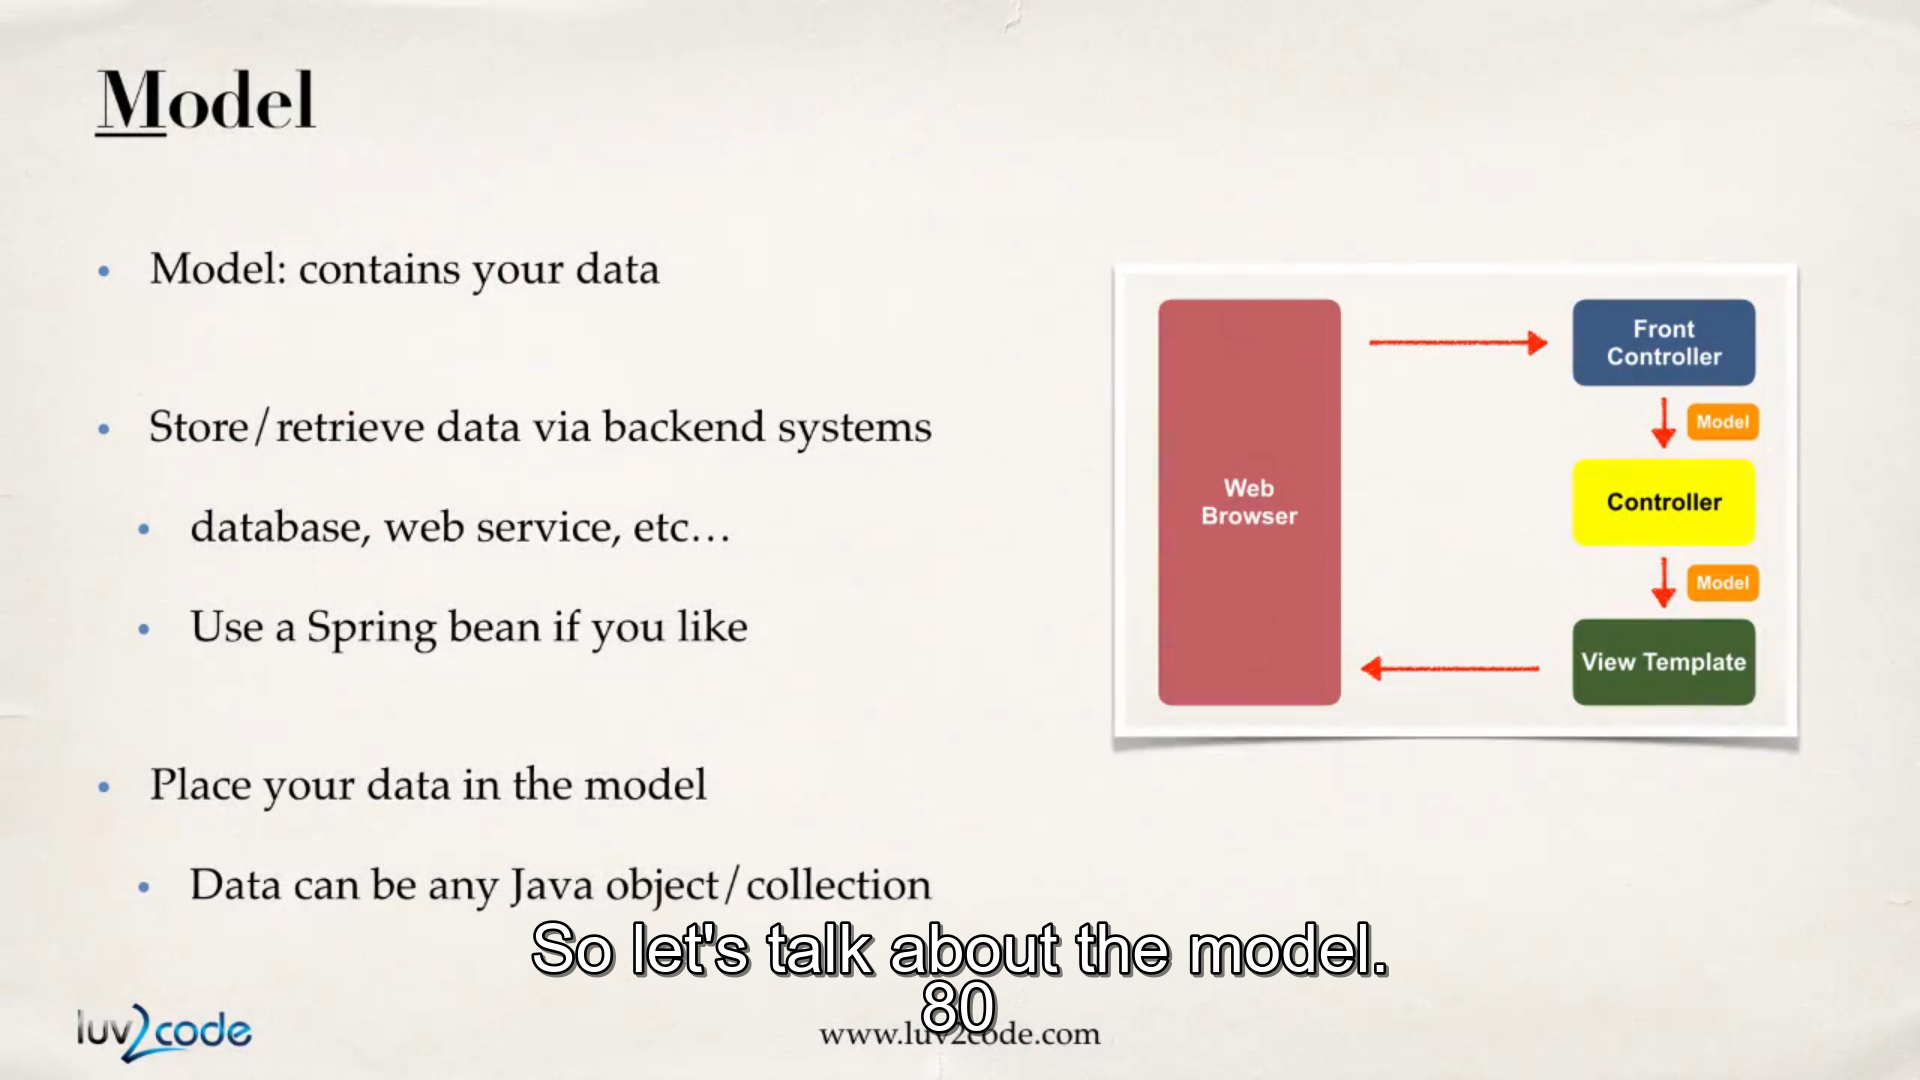 Model
• Model: contains your data
• Store/retrieve data via backend systems
• database, web service, etc…
• Use a Spring bean if you like
• Place your data in the model
• Data can be any Java object/collection
Web
Browser
Front
Controller
Model
Controller
Model
View Template
So let's talk about the model.
80
luv2code
www.luv2code.com